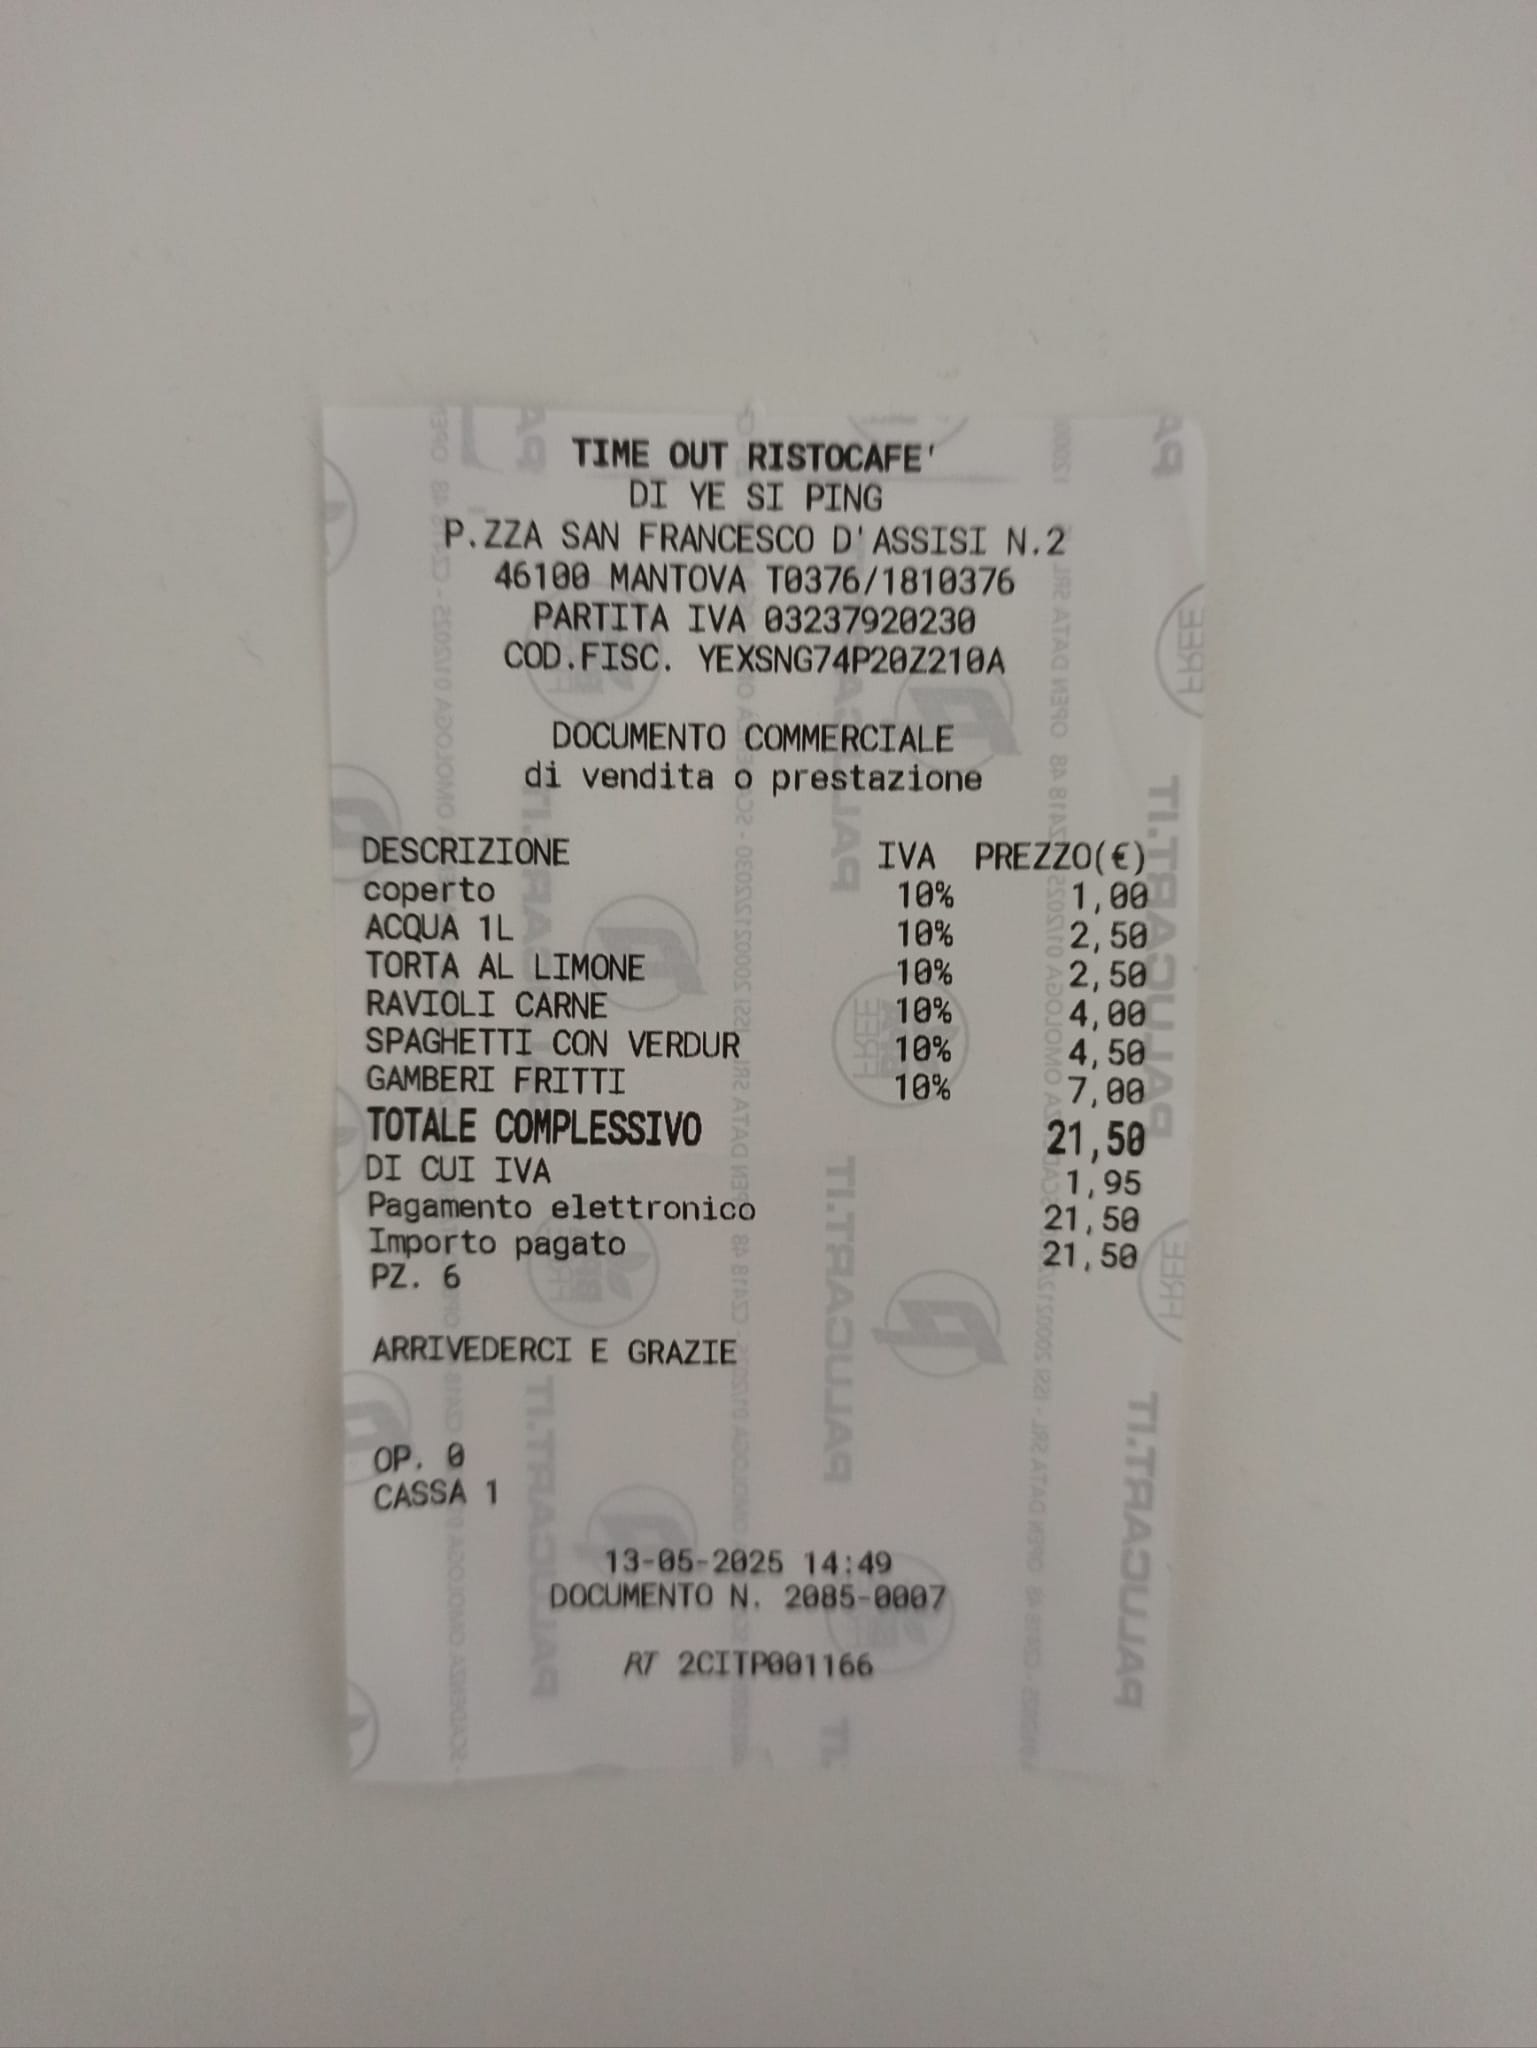 TIME OUT RISTOCAFE'
DI YE SI PING
P.ZZA SAN FRANCESCO D'ASSISI N.2
46100 MANTOVA T0376/1810376
PARTITA IVA 03237920230
COD.FISC. YEXSNG74P20Z210A
DOCUMENTO COMMERCIALE
di vendita o prestazione
DESCRIZIONE IVA PREZZO(€)
coperto 10% 1,00
ACQUA 1L 10% 2,50
TORTA AL LIMONE 10% 2,50
RAVIOLI CARNE 10% 4,00
SPAGHETTI CON VERDUR 10% 4,50
GAMBERI FRITTI 10% 7,00
TOTALE COMPLESSIVO 21,50
DI CUI IVA 1,95
Pagamento elettronico 21,50
Importo pagato 21,50
PZ. 6
ARRIVEDERCI E GRAZIE
OP. 0
CASSA 1
13-05-2025 14:49
DOCUMENTO N. 2085-0007
RT 2CITP001166